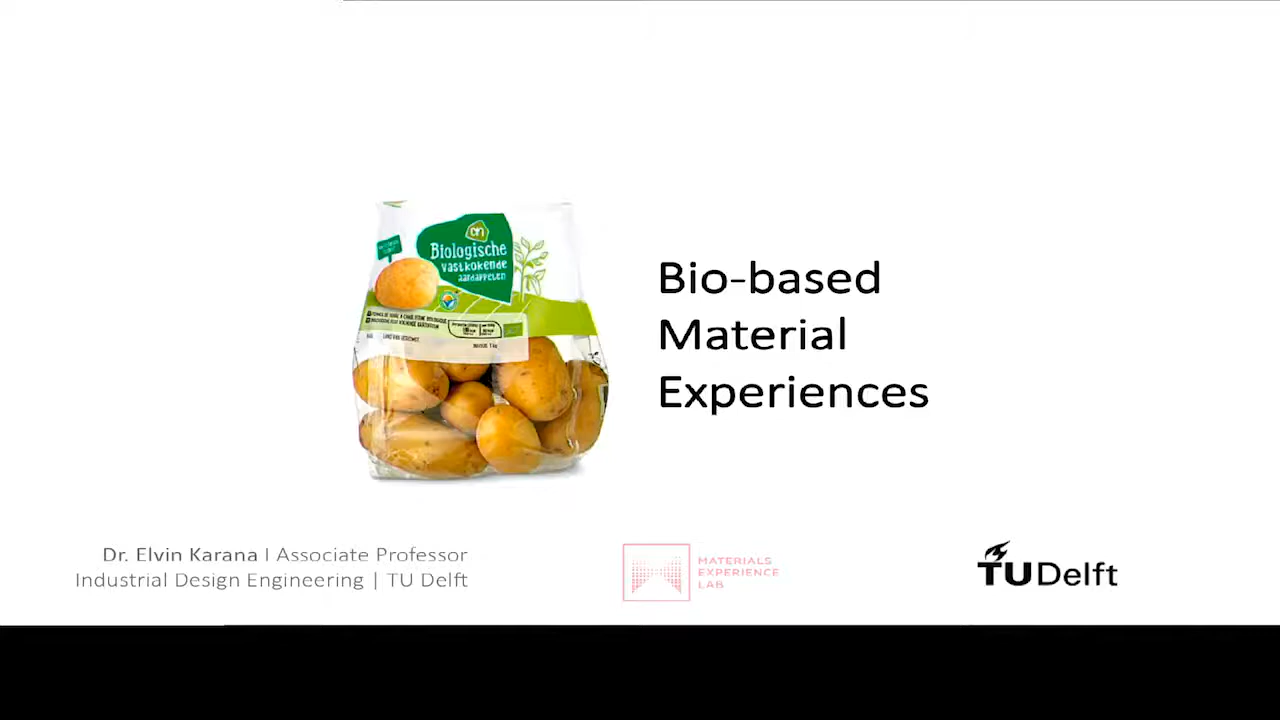 Biologische
vastkokende
aardappelen
Bio-based
Material
Experiences
Dr. Elvin Karana I Associate Professor
Industrial Design Engineering | TU Delft
MATERIALS
EXPERIENCE
LAB
TUDelft